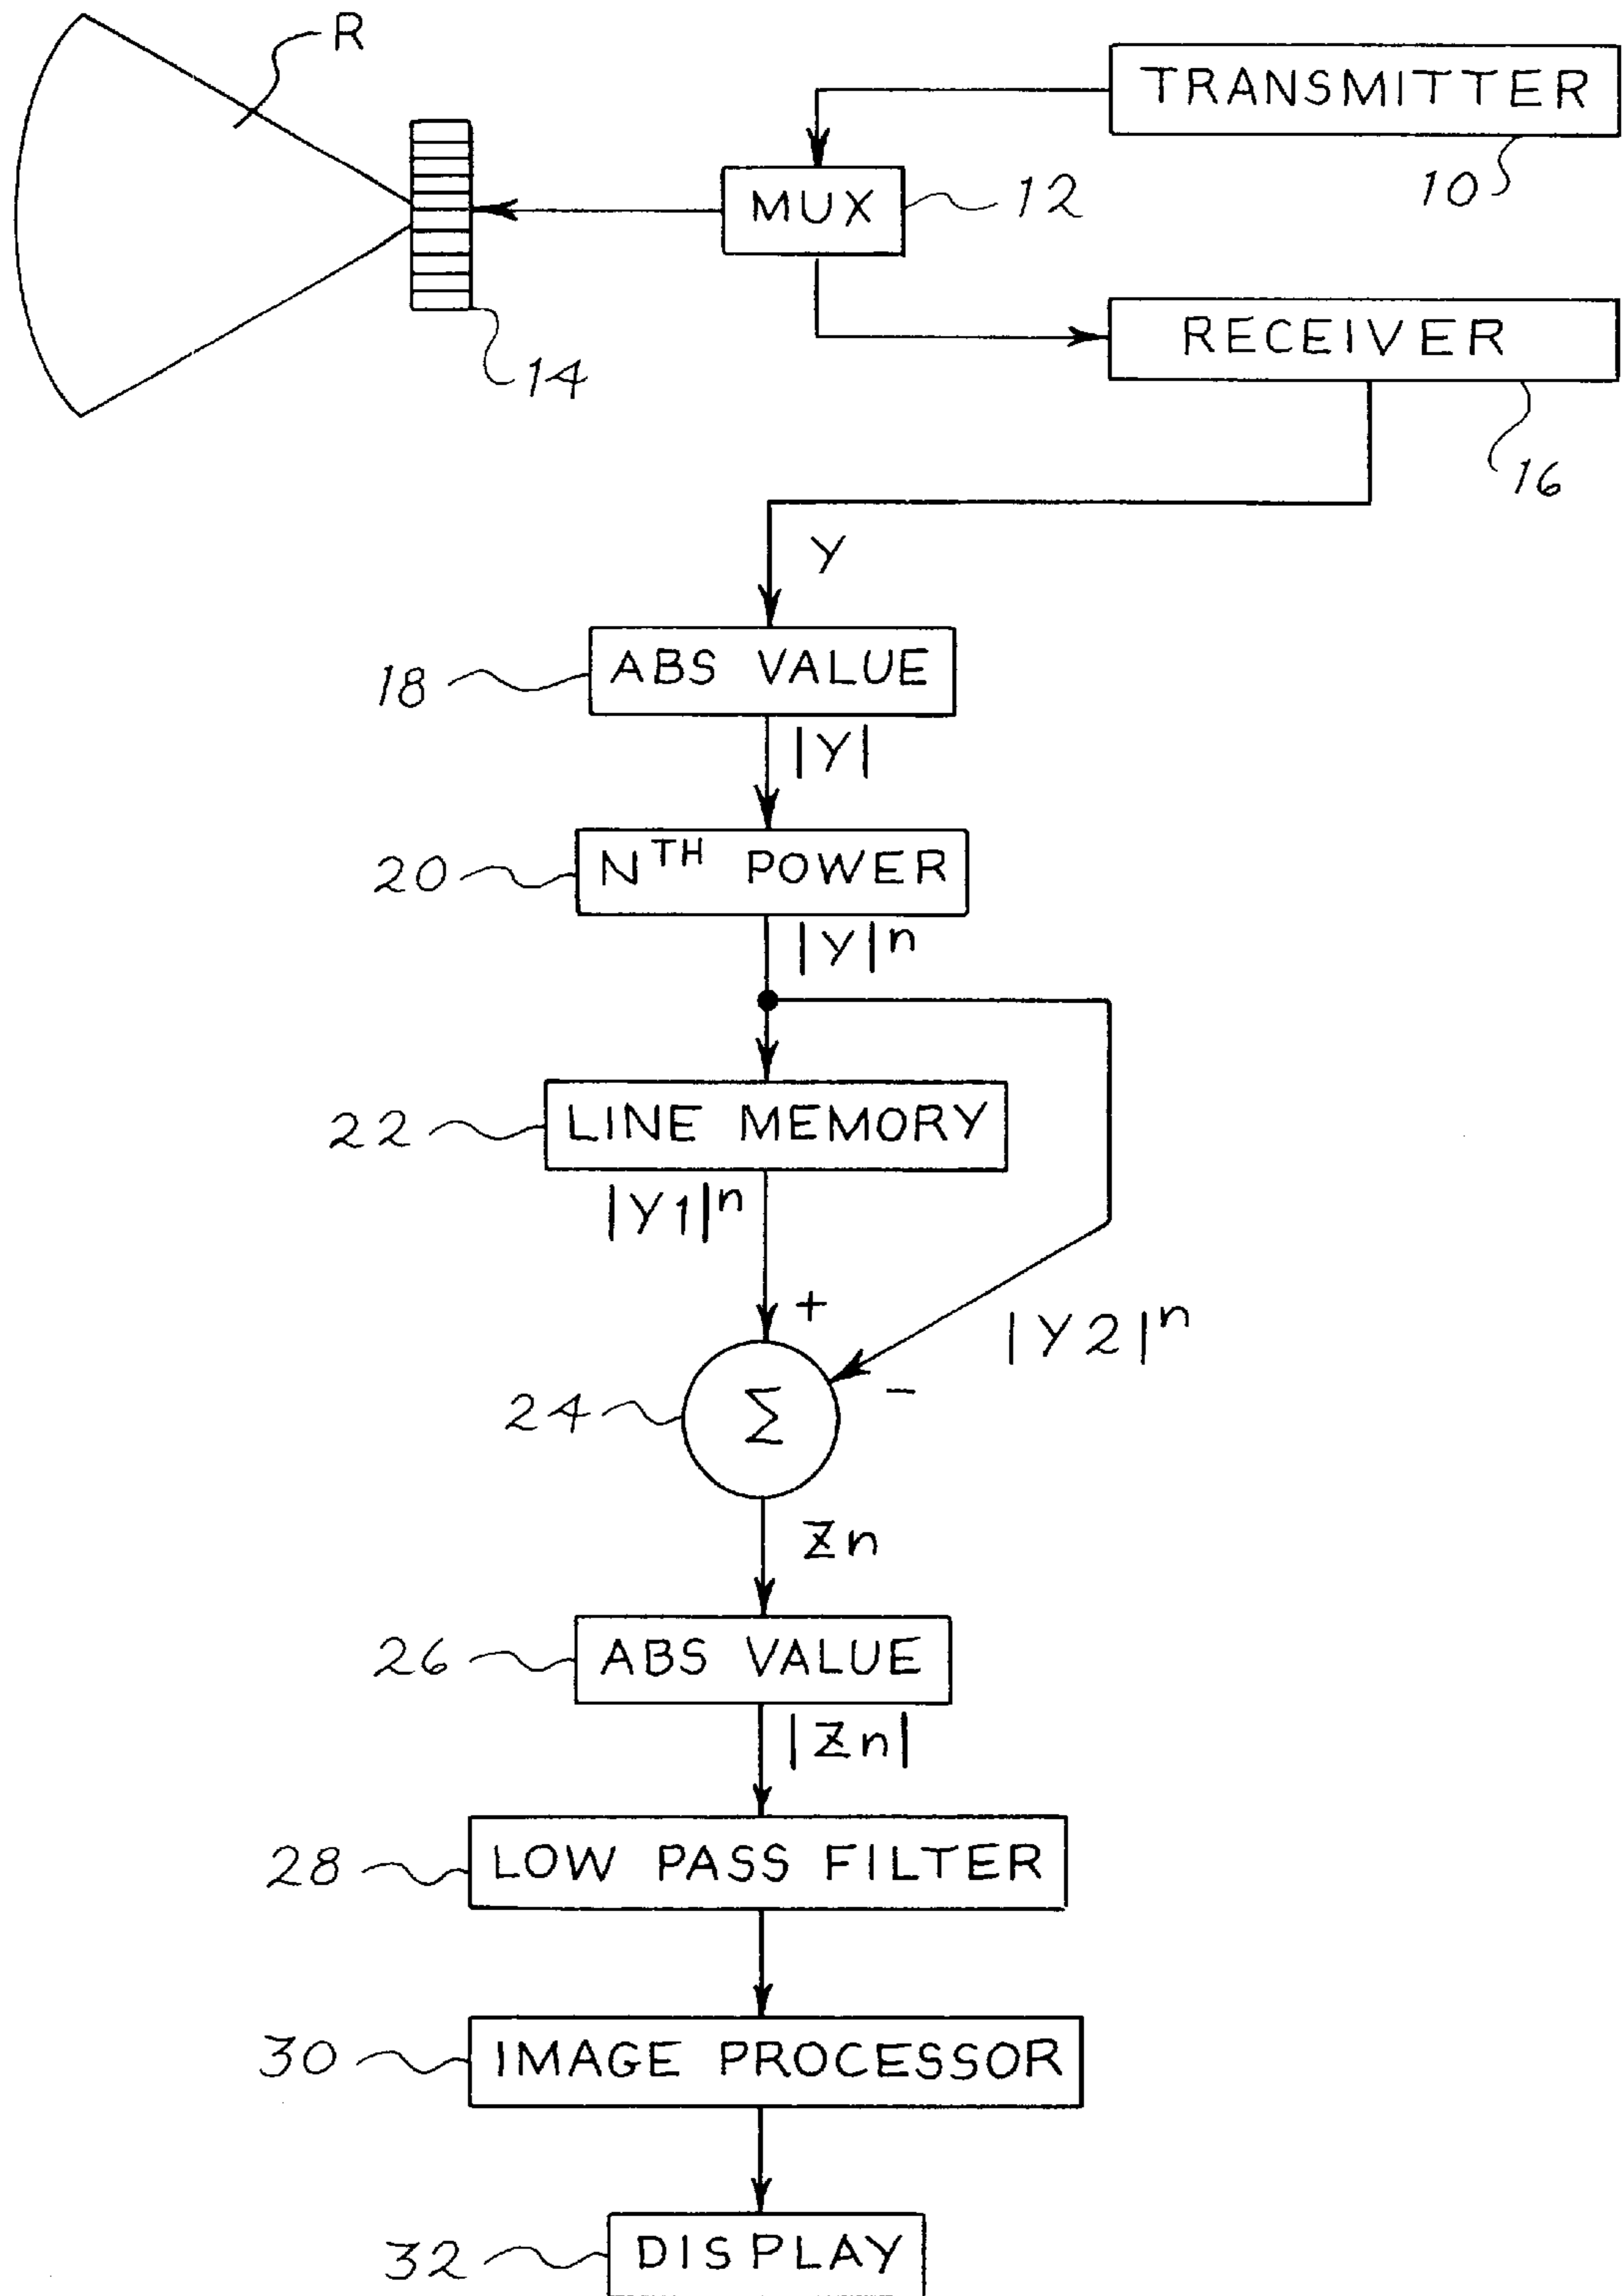 R
TRANSMITTER
10
MUX
12
RECEIVER
14
16
Y
ABS VALUE
18
|Y|
NTH POWER
20
|Y|n
LINE MEMORY
22
|Y1|n
+
|Y2|n
-
Σ
24
Zn
ABS VALUE
26
|Zn|
LOW PASS FILTER
28
IMAGE PROCESSOR
30
DISPLAY
32